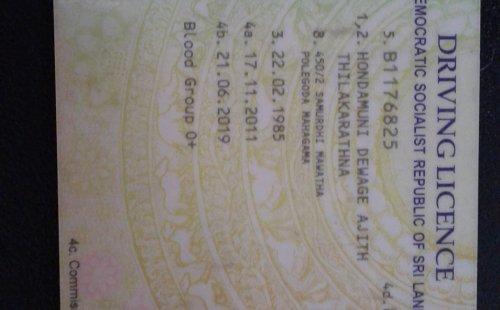 DRIVING LICENCE
DEMOCRATIC SOCIALIST REPUBLIC OF SRI LAN
4d.
5. B1176825
1,2. HONDAMUNI DEWAGE AJITH
THILAKARATHNA
8. 450/2 SAMURDHI MAWATHA
POLEGODA MAHAGAMA
3. 22.02.1985
4a. 17.11.2011
4b. 21.06.2019
Blood Group O+
4c. Commis